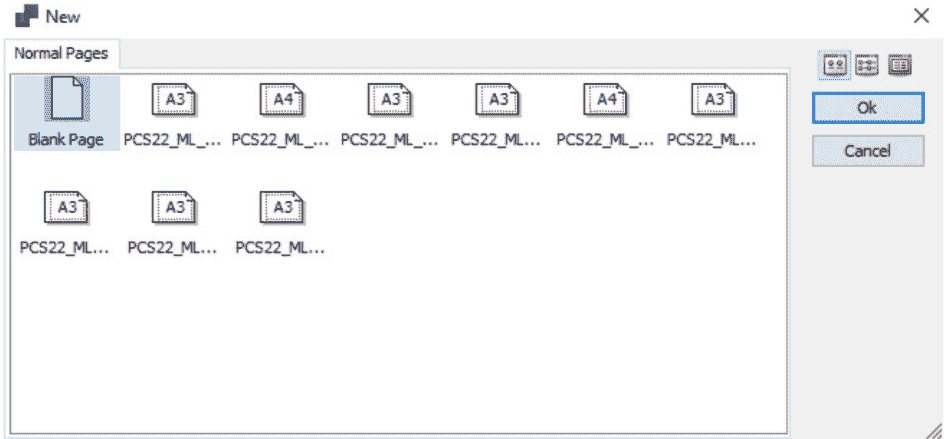 New
Normal Pages
A3 A4 A3 A3 A4 A3
Blank Page PCS22_ML_... PCS22_ML_... PCS22_ML_... PCS22_ML... PCS22_ML_... PCS22_ML...
A3 A3 A3
PCS22_ML... PCS22_ML... PCS22_ML...
Ok
Cancel